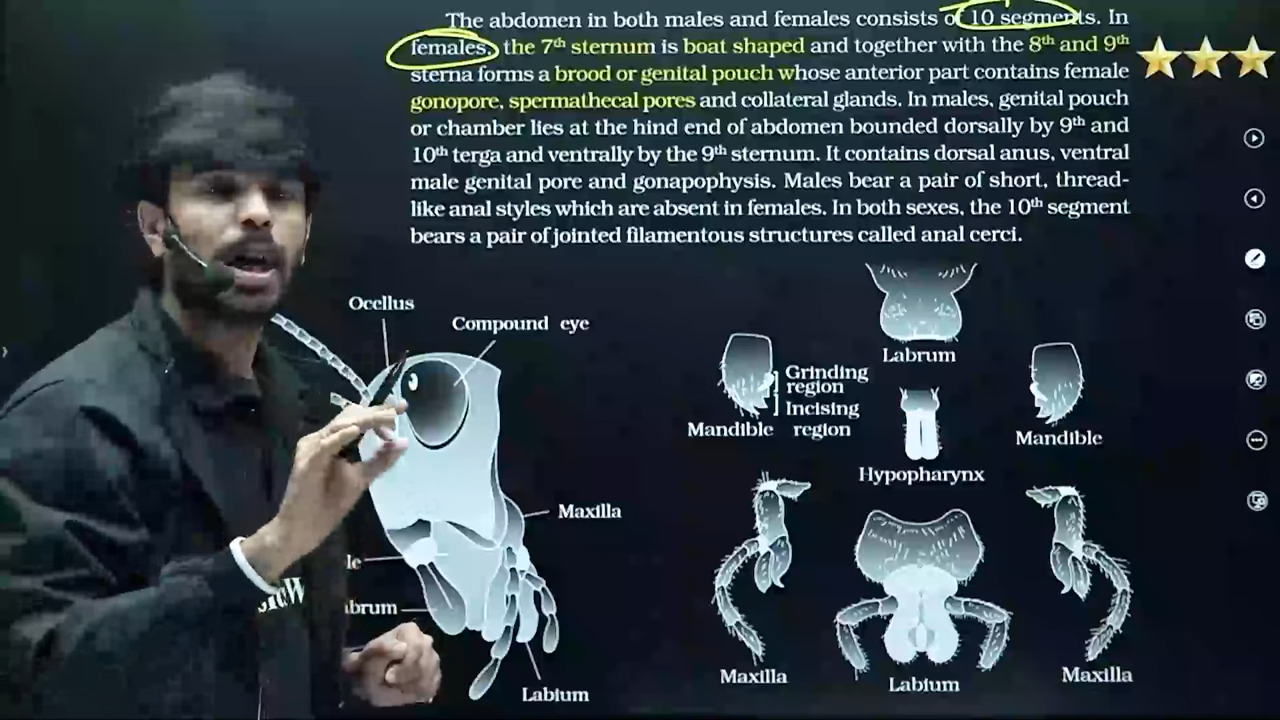 The abdomen in both males and females consists of 10 segments. In
females, the 7th sternum is boat shaped and together with the 8th and 9th
sterna forms a brood or genital pouch whose anterior part contains female
gonopore, spermathecal pores and collateral glands. In males, genital pouch
or chamber lies at the hind end of abdomen bounded dorsally by 9th and
10th terga and ventrally by the 9th sternum. It contains dorsal anus, ventral
male genital pore and gonapophysis. Males bear a pair of short, thread-
like anal styles which are absent in females. In both sexes, the 10th segment
bears a pair of jointed filamentous structures called anal cerci.
Ocellus
Compound eye
Maxilla
le
brum
Labium
Labrum
Grinding
region
Incising
region
Mandible
Mandible
Hypopharynx
Maxilla
Labium
Maxilla